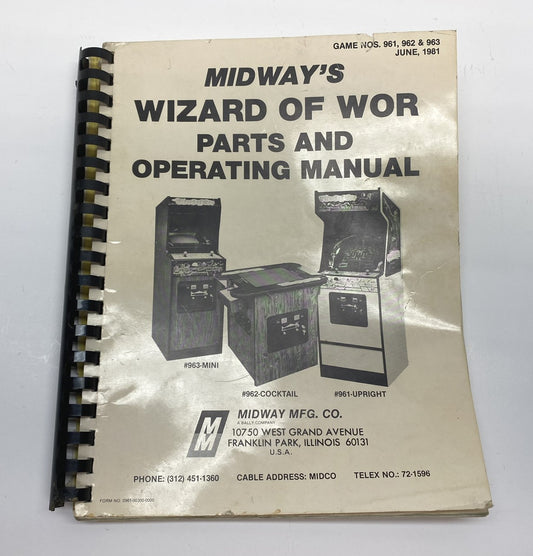 GAME NOS. 961, 962 & 963
JUNE, 1981
MIDWAY'S
WIZARD OF WOR
PARTS AND
OPERATING MANUAL
#963-MINI
#962-COCKTAIL
#961-UPRIGHT
MIDWAY MFG. CO.
A BALLY COMPANY
10750 WEST GRAND AVENUE
FRANKLIN PARK, ILLINOIS 60131
U.S.A.
PHONE: (312) 451-1360 CABLE ADDRESS: MIDCO TELEX NO.: 72-1596